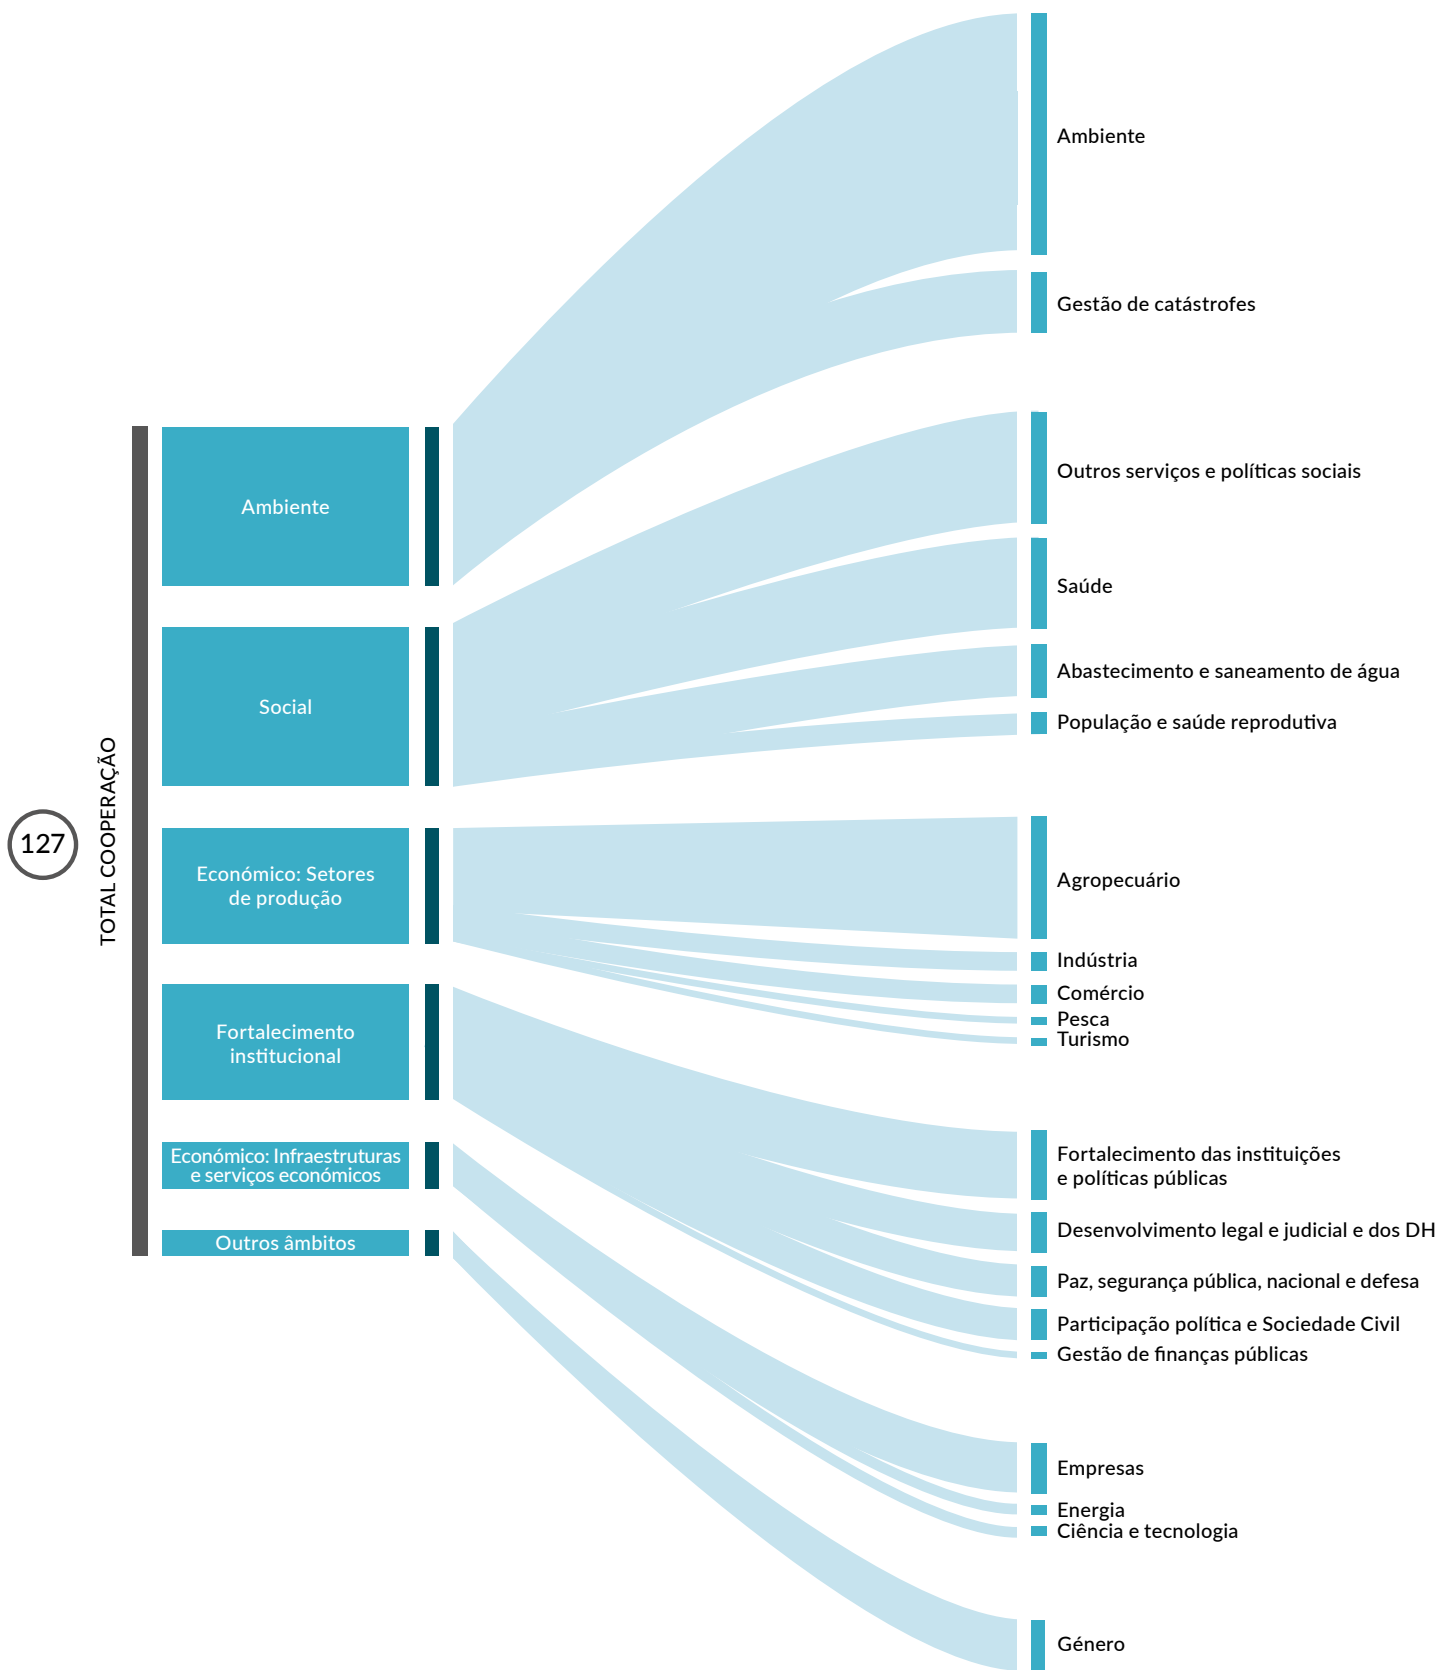 127
TOTAL COOPERAÇÃO
Ambiente
Social
Económico: Setores
de produção
Fortalecimento
institucional
Económico: Infraestruturas
e serviços económicos
Outros âmbitos
Ambiente
Gestão de catástrofes
Outros serviços e políticas sociais
Saúde
Abastecimento e saneamento de água
População e saúde reprodutiva
Agropecuário
Indústria
Comércio
Pesca
Turismo
Fortalecimento das instituições
e políticas públicas
Desenvolvimento legal e judicial e dos DH
Paz, segurança pública, nacional e defesa
Participação política e Sociedade Civil
Gestão de finanças públicas
Empresas
Energia
Ciência e tecnologia
Género